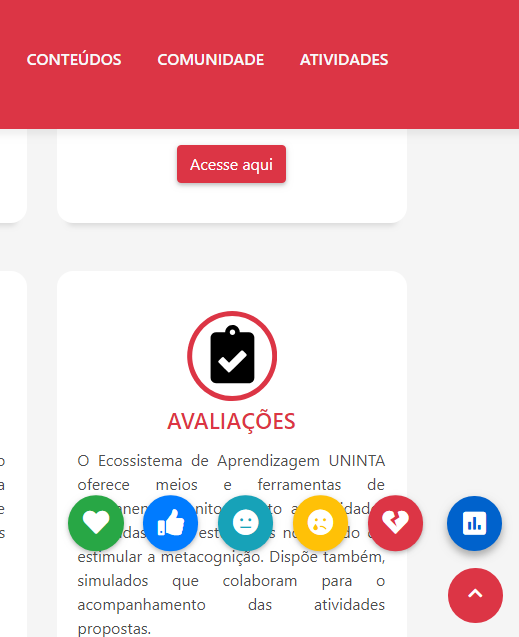 CONTEÚDOS COMUNIDADE ATIVIDADES
Acesse aqui
AVALIAÇÕES
o
O Ecossistema de Aprendizagem UNINTA
a
oferece meios e ferramentas de
e
s
estimular a metacognição. Dispõe também,
simulados que colaboram para o
acompanhamento das atividades
propostas.